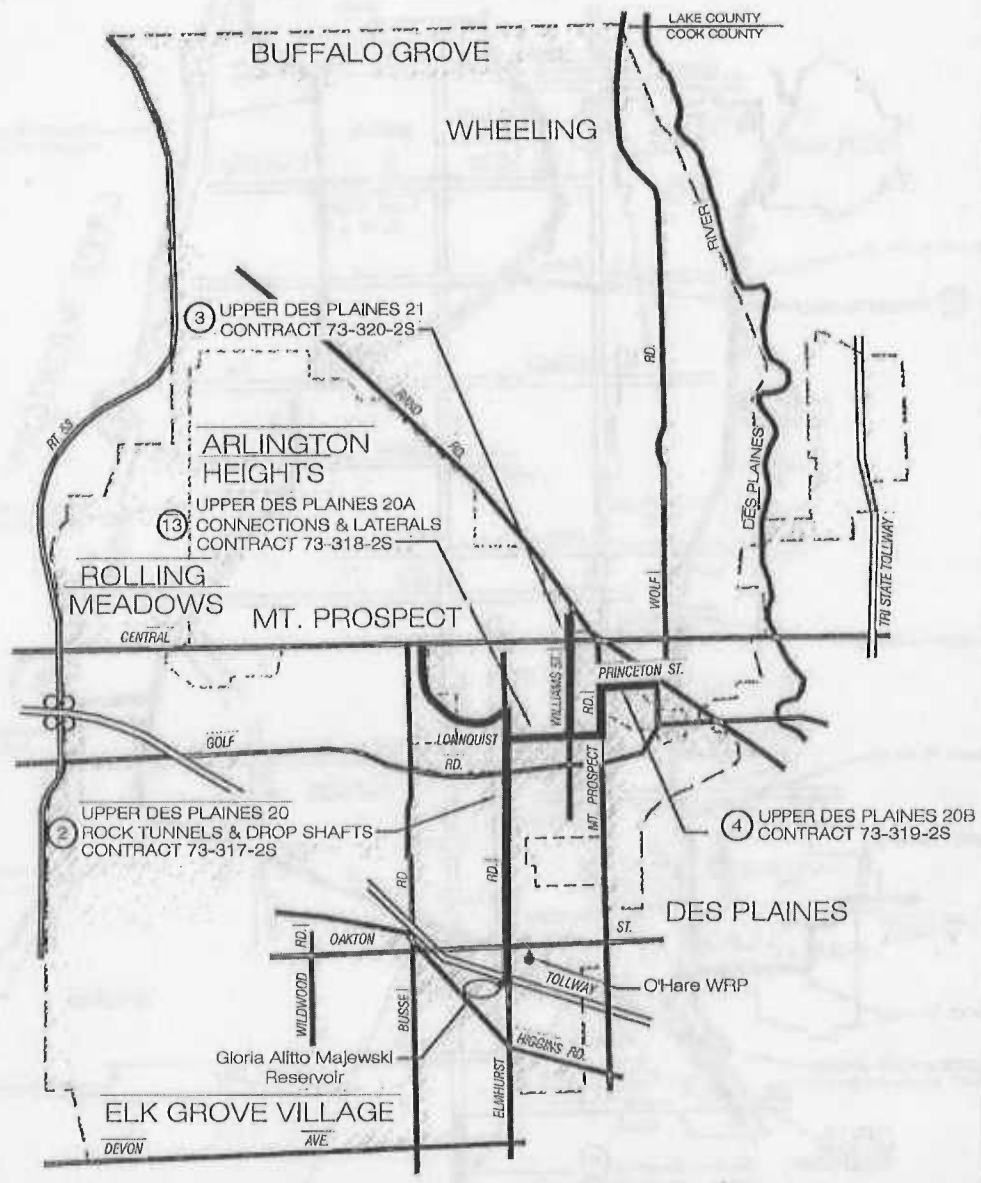 LAKE COUNTY
COOK COUNTY
BUFFALO GROVE
WHEELING
RIVER
3 UPPER DES PLAINES 21
CONTRACT 73-320-2S
RD.
RAND
RD.
RT. 53
ARLINGTON
HEIGHTS
DES PLAINES
13 UPPER DES PLAINES 20A
CONNECTIONS & LATERALS
CONTRACT 73-318-2S
TRI STATE TOLLWAY
ROLLING
MEADOWS
WOLF
MT. PROSPECT
CENTRAL
PRINCETON ST.
WILLIAMS ST.
RD.
LONNQUIST
GOLF
RD.
MT. PROSPECT
2 UPPER DES PLAINES 20
ROCK TUNNELS & DROP SHAFTS
CONTRACT 73-317-2S
4 UPPER DES PLAINES 20B
CONTRACT 73-319-2S
RD.
RD.
DES PLAINES
ST.
RD.
OAKTON
TOLLWAY
O'Hare WRP
WILDWOOD
BUSSE
HIGGINS RD.
Gloria Alitto Majewski
Reservoir
ELMHURST
ELK GROVE VILLAGE
DEVON
AVE.